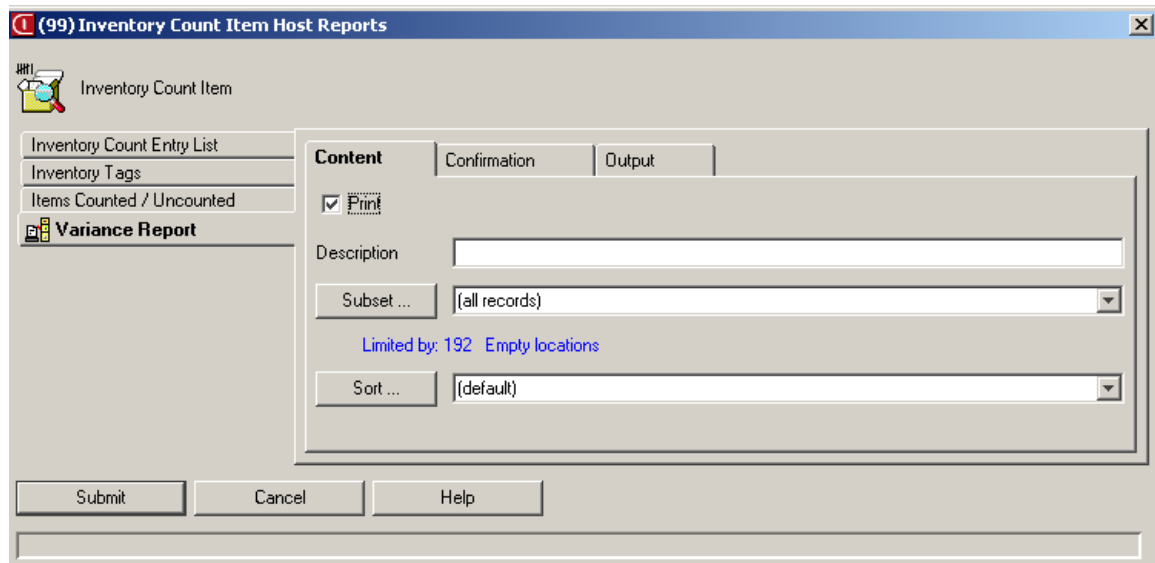 (99) Inventory Count Item Host Reports
Inventory Count Item
Inventory Count Entry List
Inventory Tags
Items Counted / Uncounted
Variance Report
Content
Confirmation
Output
Print
Description
Subset ...
(all records)
Limited by: 192 Empty locations
Sort ...
(default)
Submit
Cancel
Help